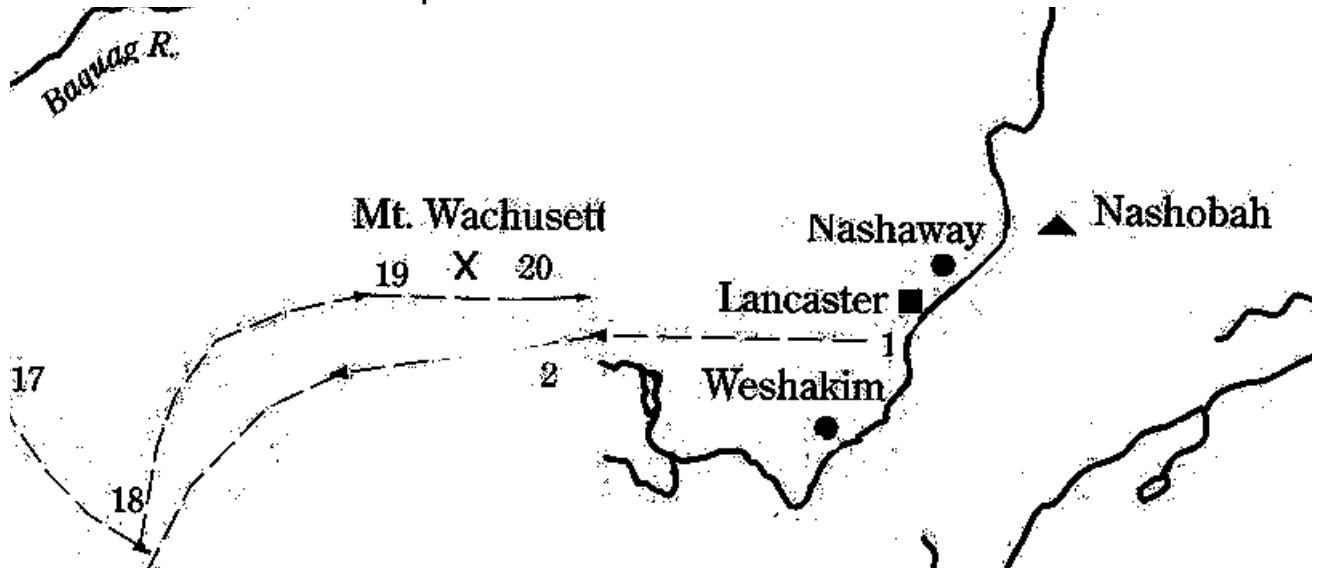 Baquag R.
Mt. Wachusett
Nashaway
Nashobah
19 X 20
Lancaster
1
17
2
Weshakim
18